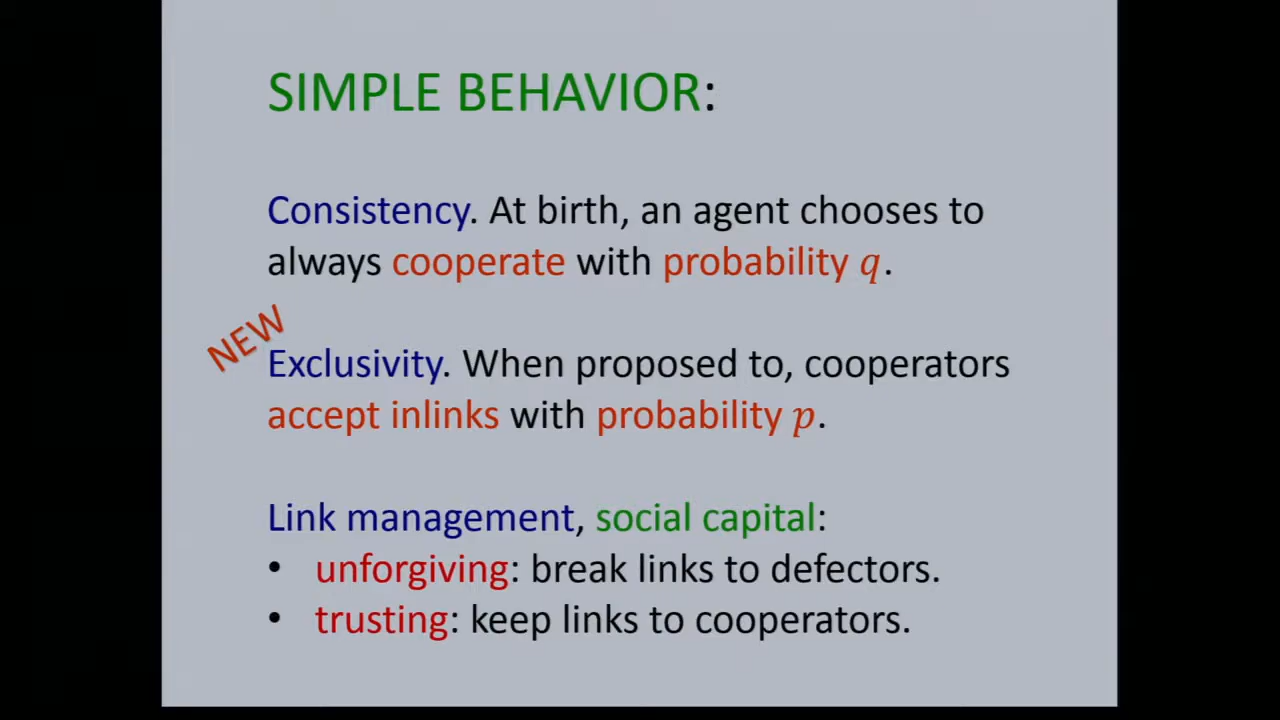 SIMPLE BEHAVIOR:
Consistency. At birth, an agent chooses to
always cooperate with probability q.
NEW
Exclusivity. When proposed to, cooperators
accept inlinks with probability p.
Link management, social capital:
• unforgiving: break links to defectors.
• trusting: keep links to cooperators.